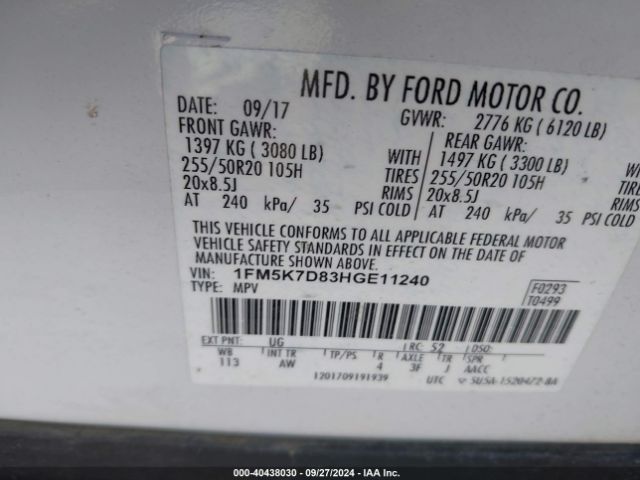 MFD. BY FORD MOTOR CO.
DATE: 09/17 GVWR: 2776 KG ( 6120 LB)
FRONT GAWR: REAR GAWR:
1397 KG ( 3080 LB) WITH 1497 KG ( 3300 LB) WITH
255/50R20 105H TIRES 255/50R20 105H TIRES
20x8.5J RIMS 20x8.5J RIMS
AT 240 kPa/ 35 PSI COLD AT 240 kPa/ 35 PSI COLD
THIS VEHICLE CONFORMS TO ALL APPLICABLE FEDERAL MOTOR
VEHICLE SAFETY STANDARDS IN EFFECT ON THE DATE OF
MANUFACTURE SHOWN ABOVE.
VIN: 1FM5K7D83HGE11240 F0293
TYPE: MPV T0499
EXT PNT: UG RC: 52 DSO:
WB INT TR TP/PS R AXLE TR SPR
113 AW 4 3F J AACC
1201709191939 UTC 5U5A-1520472-BA
000-40438030 - 09/27/2024 - IAA Inc.